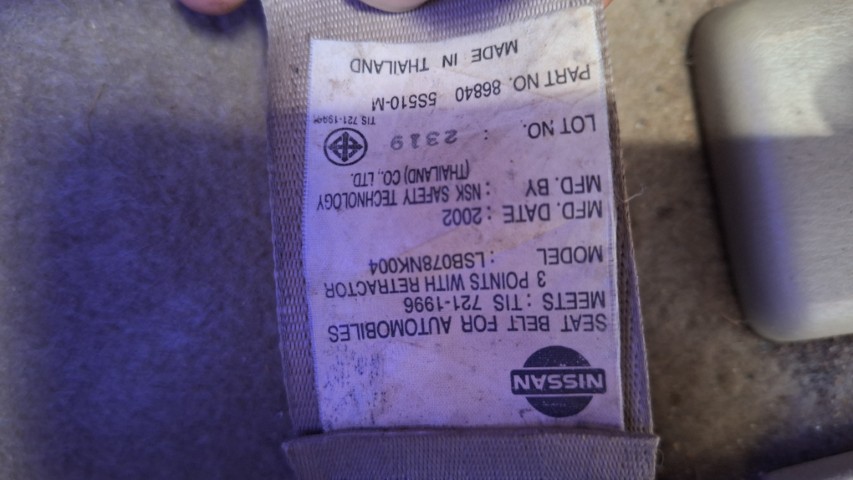 NISSAN
SEAT BELT FOR AUTOMOBILES
MEETS : TIS 721-1996
3 POINTS WITH RETRACTOR
MODEL : LSB078NK004
MFD. DATE : 2002
MFD. BY : NSK SAFETY TECHNOLOGY
(THAILAND) CO., LTD.
LOT NO. : 2319
TIS 721-1996
PART NO. 86840 5S510-M
MADE IN THAILAND